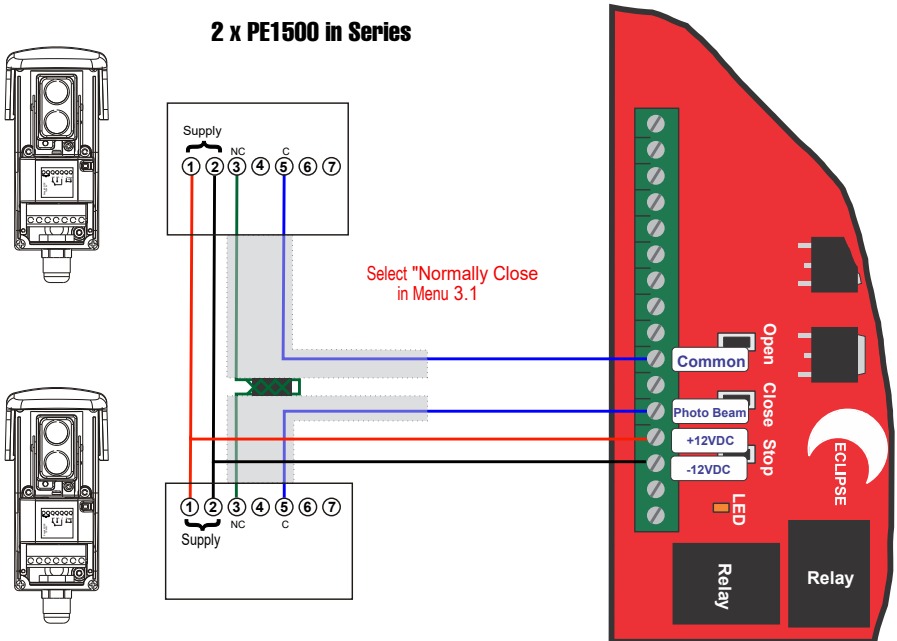 2 x PE1500 in Series
Supply
NC C
1 2 3 4 5 6 7
Select "Normally Close
in Menu 3.1
Open
Common
Close
Photo Beam
+12VDC
Stop
-12VDC
ECLIPSE
LED
1 2 3 4 5 6 7
NC C
Supply
Relay
Relay